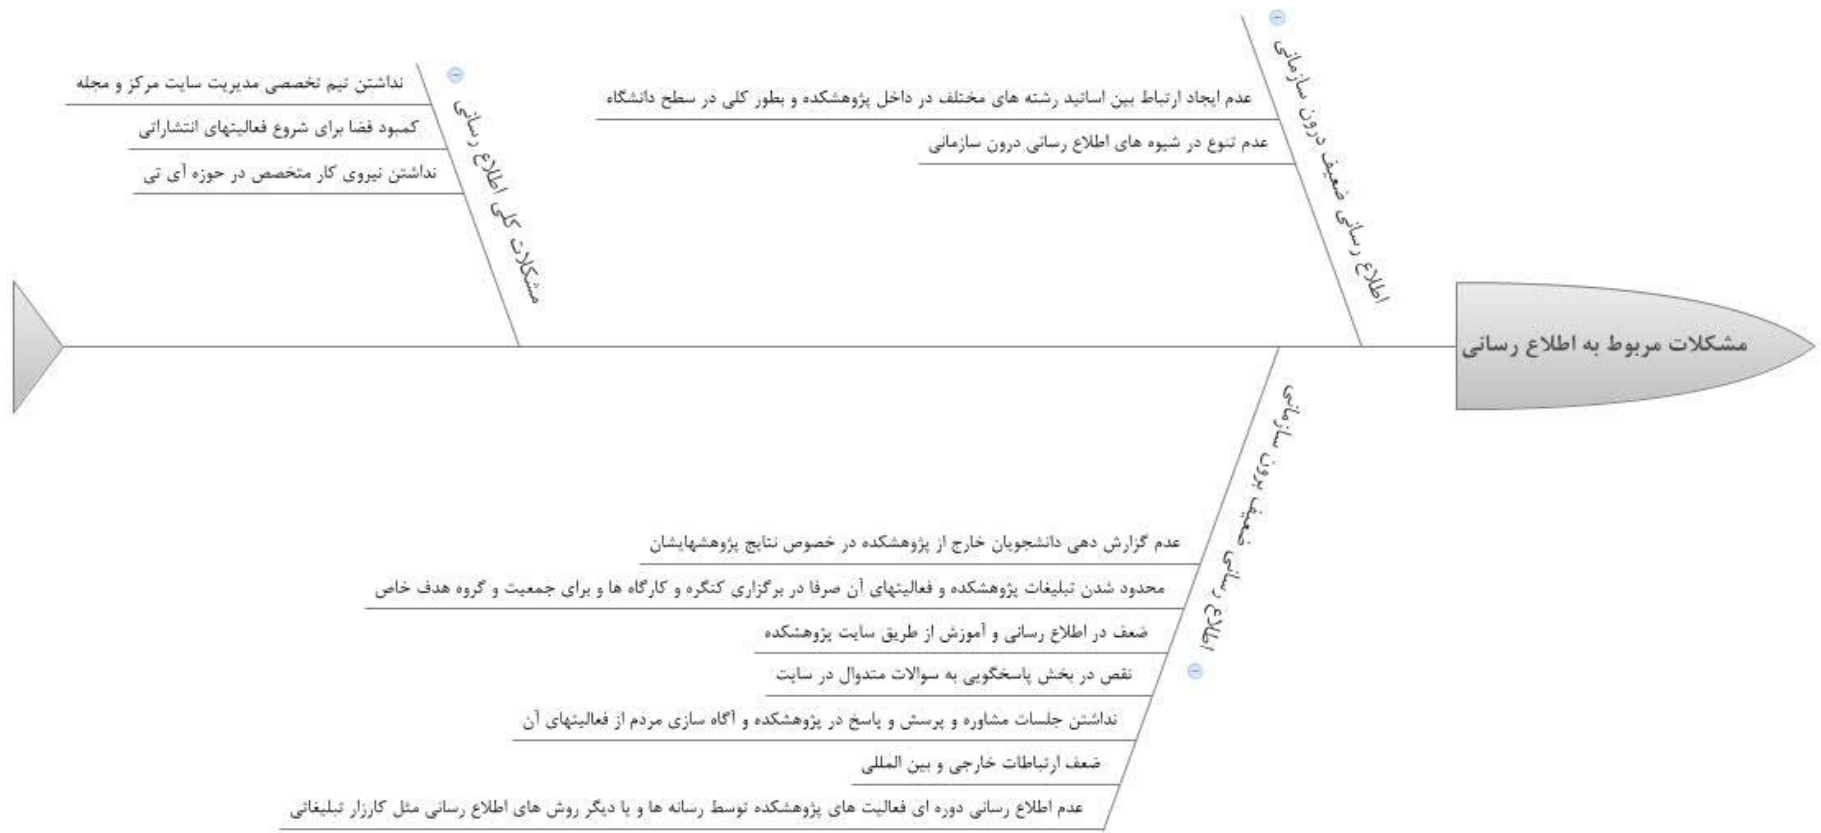 مشکلات مربوط به اطلاع رسانی
اطلاع رسانی ضعیف درون سازمانی
عدم ایجاد ارتباط بین اساتید رشته های مختلف در داخل پژوهشکده و بطور کلی در سطح دانشگاه
عدم تنوع در شیوه های اطلاع رسانی درون سازمانی
مشکلات کلی اطلاع رسانی
نداشتن تیم تخصصی مدیریت سایت مرکز و مجله
کمبود فضا برای شروع فعالیتهای انتشاراتی
نداشتن نیروی کار متخصص در حوزه آی تی
اطلاع رسانی ضعیف برون سازمانی
عدم گزارش دهی دانشجویان خارج از پژوهشکده در خصوص نتایج پژوهشهایشان
محدود شدن تبلیغات پژوهشکده و فعالیتهای آن صرفا در برگزاری کنگره و کارگاه ها و برای جمعیت و گروه هدف خاص
ضعف در اطلاع رسانی و آموزش از طریق سایت پژوهشکده
نقص در بخش پاسخگویی به سوالات متدوال در سایت
نداشتن جلسات مشاوره و پرسش و پاسخ در پژوهشکده و آگاه سازی مردم از فعالیتهای آن
ضعف ارتباطات خارجی و بین المللی
عدم اطلاع رسانی دوره ای فعالیت های پژوهشکده توسط رسانه ها و یا دیگر روش های اطلاع رسانی مثل کارزار تبلیغاتی